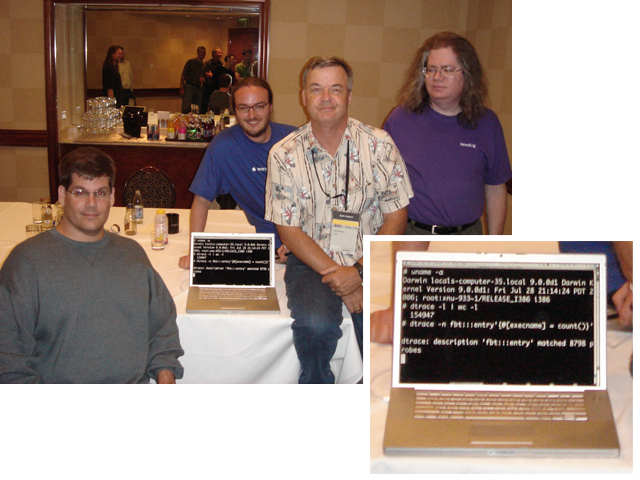 # uname -a
Darwin locals-computer-35.local 9.0.0d1 Darwin K
ernel Version 9.0.0d1: Fri Jul 28 21:14:24 PDT 2
006; root:xnu-933~1/RELEASE_I386 i386
# dtrace -l | wc -l
154947
# dtrace -n fbt:::entry'{@[execname] = count()}'
dtrace: description 'fbt:::entry' matched 8798 p
robes